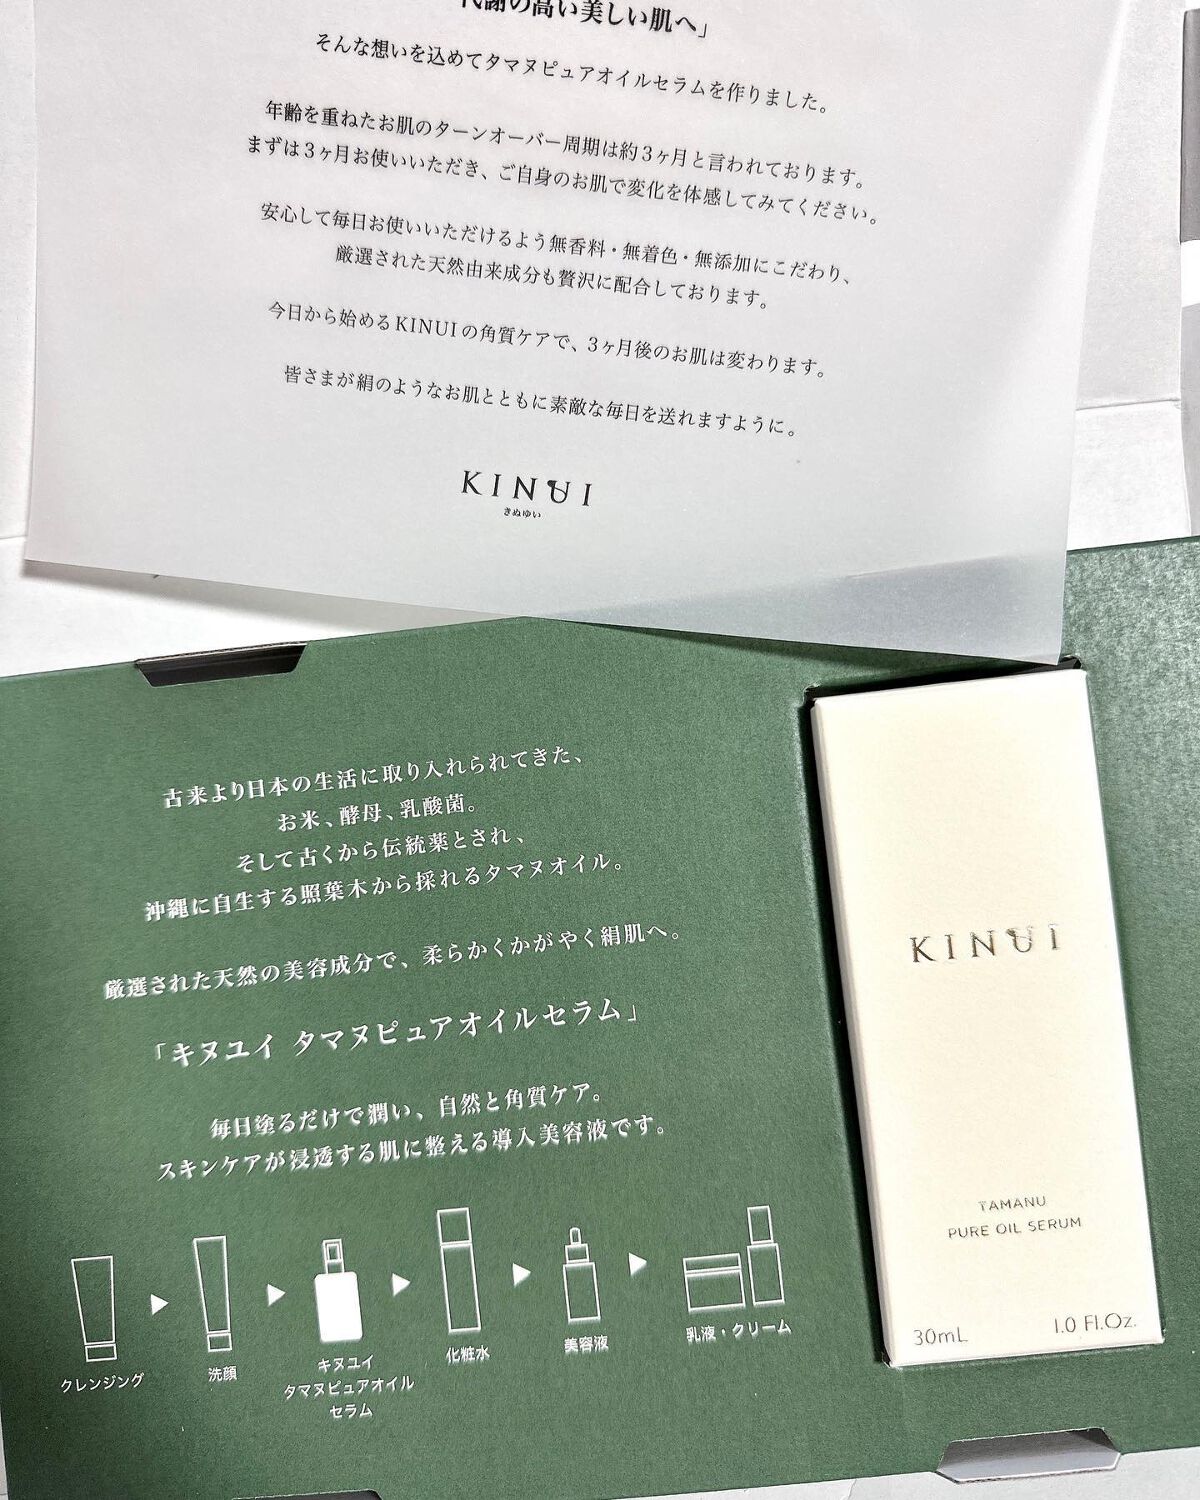 代謝の高い美しい肌へ」
そんな想いを込めてタマヌピュアオイルセラムを作りました。
年齢を重ねたお肌のターンオーバー周期は約3ヶ月と言われております。
まずは3ヶ月お使いいただき、ご自身のお肌で変化を体感してみてください。
安心して毎日お使いいただけるよう無香料・無着色・無添加にこだわり、
厳選された天然由来成分も贅沢に配合しております。
今日から始めるKINUIの角質ケアで、3ヶ月後のお肌は変わります。
皆さまが絹のようなお肌とともに素敵な毎日を送れますように。
KINUI
きぬゆい
古来より日本の生活に取り入れられてきた、
お米、酵母、乳酸菌。
そして古くから伝統薬とされ、
沖縄に自生する照葉木から採れるタマヌオイル。
厳選された天然の美容成分で、柔らかくかがやく絹肌へ。
「キヌユイ タマヌピュアオイルセラム」
毎日塗るだけで潤い、自然と角質ケア。
スキンケアが浸透する肌に整える導入美容液です。
クレンジング
洗顔
キヌユイ
タマヌピュアオイル
セラム
化粧水
美容液
乳液・クリーム
KINUI
TAMANU
PURE OIL SERUM
30mL 1.0 Fl.Oz.